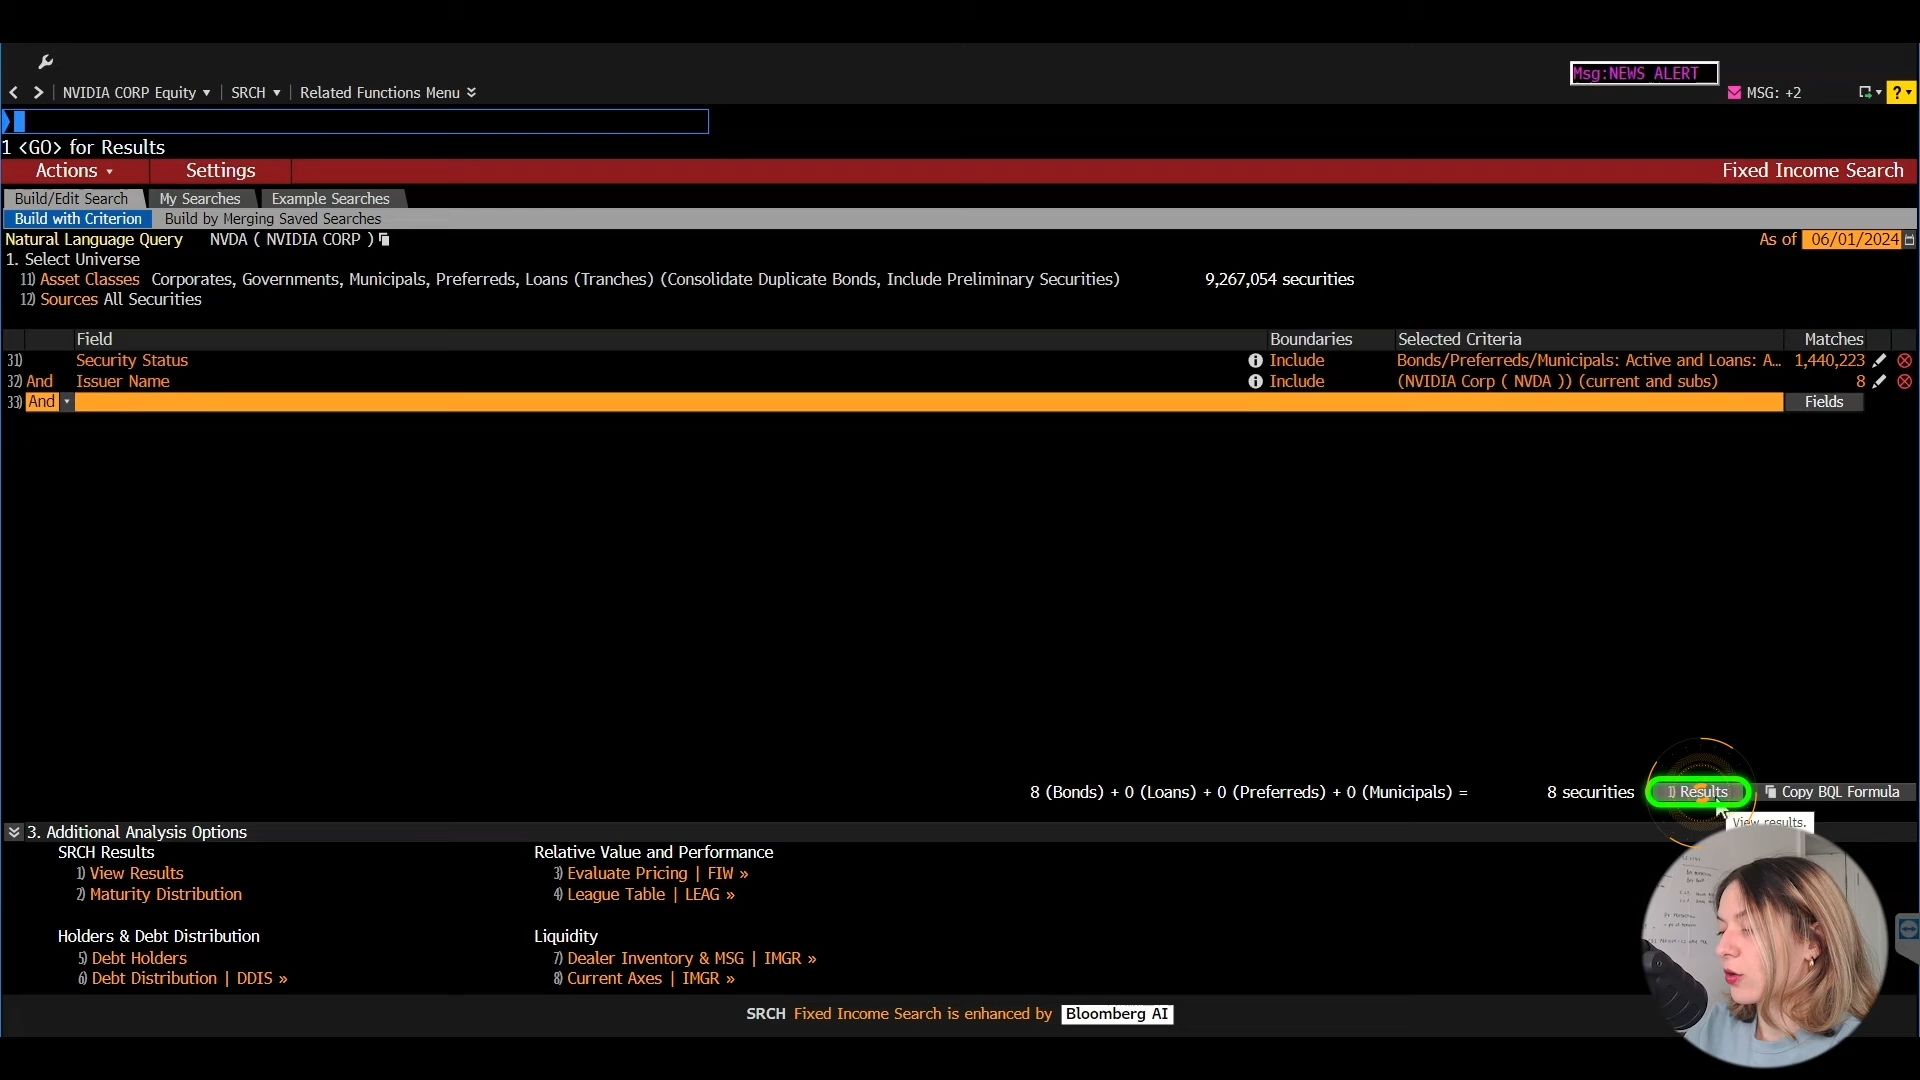 Msg:NEWS ALERT
NVIDIA CORP Equity SRCH Related Functions Menu MSG: +2 ?
1 <GO> for Results
Actions Settings Fixed Income Search
Build/Edit Search My Searches Example Searches
Build with Criterion Build by Merging Saved Searches
Natural Language Query NVDA ( NVIDIA CORP ) As of 06/01/2024
1. Select Universe
11) Asset Classes Corporates, Governments, Municipals, Preferreds, Loans (Tranches) (Consolidate Duplicate Bonds, Include Preliminary Securities) 9,267,054 securities
12) Sources All Securities
Field Boundaries Selected Criteria Matches
31) Security Status Include Bonds/Preferreds/Municipals: Active and Loans: A... 1,440,223
32) And Issuer Name Include (NVIDIA Corp ( NVDA )) (current and subs) 8
33) And Fields
8 (Bonds) + 0 (Loans) + 0 (Preferreds) + 0 (Municipals) = 8 securities 1) Results Copy BQL Formula
View results.
3. Additional Analysis Options
SRCH Results Relative Value and Performance
1) View Results 3) Evaluate Pricing | FIW »
2) Maturity Distribution 4) League Table | LEAG »
Holders & Debt Distribution Liquidity
5) Debt Holders 7) Dealer Inventory & MSG | IMGR »
6) Debt Distribution | DDIS » 8) Current Axes | IMGR »
SRCH Fixed Income Search is enhanced by Bloomberg AI